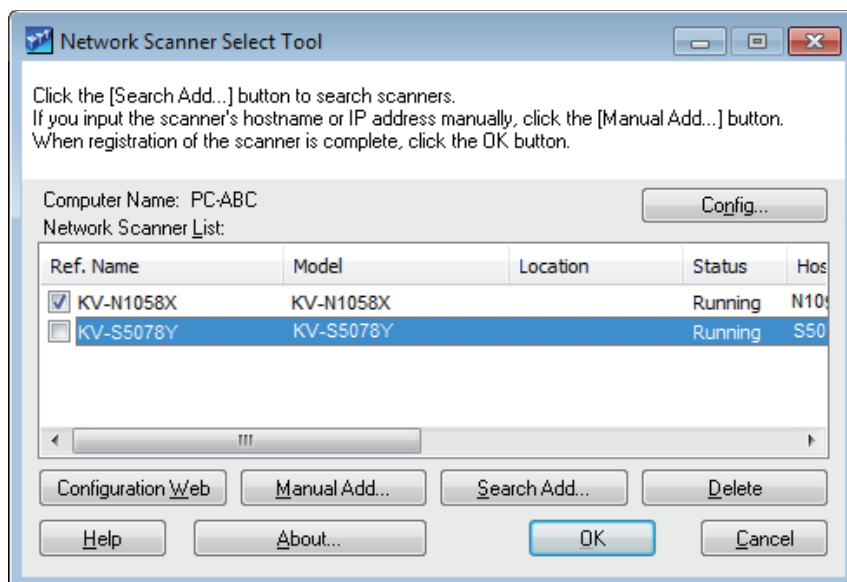 Network Scanner Select Tool
Click the [Search Add...] button to search scanners.
If you input the scanner's hostname or IP address manually, click the [Manual Add...] button.
When registration of the scanner is complete, click the OK button.
Computer Name: PC-ABC
Config...
Network Scanner List:
Ref. Name Model Location Status Hos
KV-N1058X KV-N1058X Running N105
KV-S5078Y KV-S5078Y Running S50
Configuration Web Manual Add... Search Add... Delete
Help About... OK Cancel